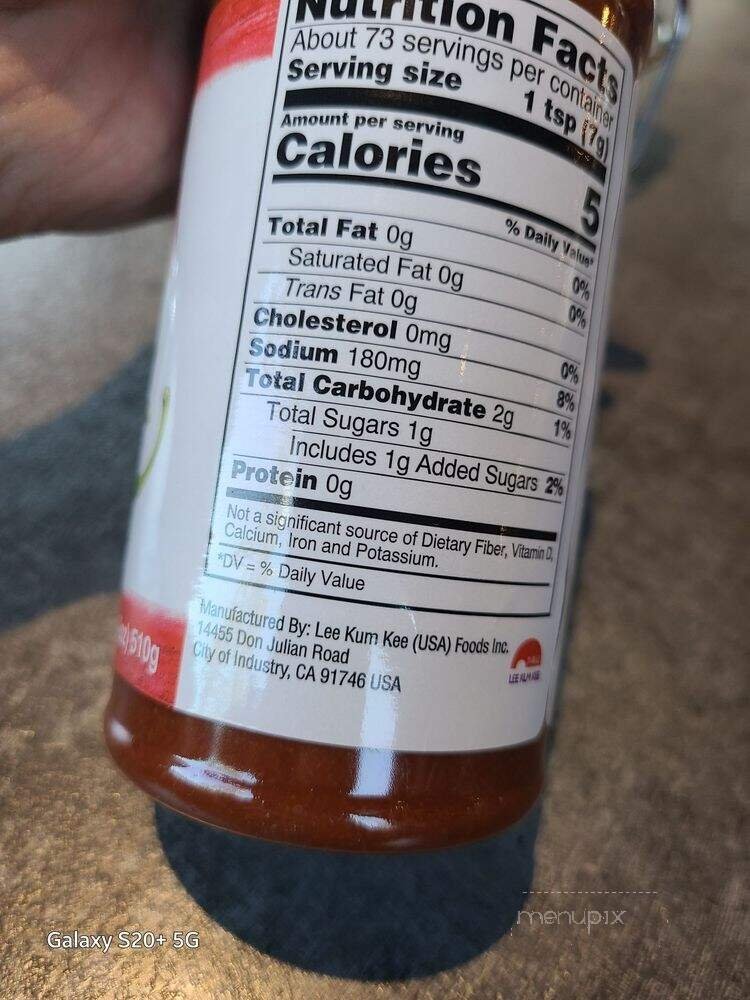 Nutrition Facts
About 73 servings per container
Serving size 1 tsp (7g)
Amount per serving
Calories 5
% Daily Value*
Total Fat 0g 0%
Saturated Fat 0g 0%
Trans Fat 0g
Cholesterol 0mg 0%
Sodium 180mg 8%
Total Carbohydrate 2g 1%
Total Sugars 1g
Includes 1g Added Sugars 2%
Protein 0g
Not a significant source of Dietary Fiber, Vitamin D,
Calcium, Iron and Potassium.
*DV = % Daily Value
Manufactured By: Lee Kum Kee (USA) Foods Inc.
14455 Don Julian Road
City of Industry, CA 91746 USA
LEE KUM KEE
510g
Galaxy S20+ 5G
menupix